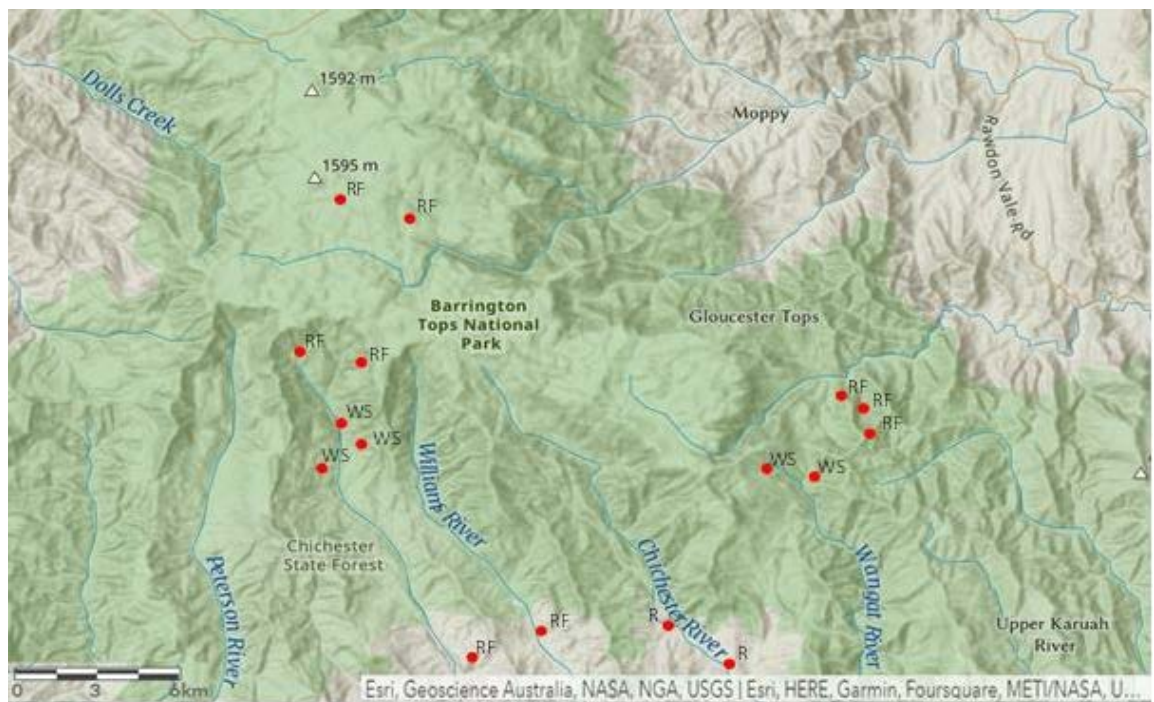 1592 m
Dolls Creek
Moppy
Rawdon Vale Rd
1595 m
RF
RF
Barrington
Tops National
Park
Gloucester Tops
RF
RF
RF
RF
RF
WS
WS
WS
WS
WS
Williams River
Chichester
State Forest
Peterson River
Chichester River
Wangat River
RF
RF
R
R
Upper Karuah
River
0 3 6km
Esri, Geoscience Australia, NASA, NGA, USGS | Esri, HERE, Garmin, Foursquare, METI/NASA, U...